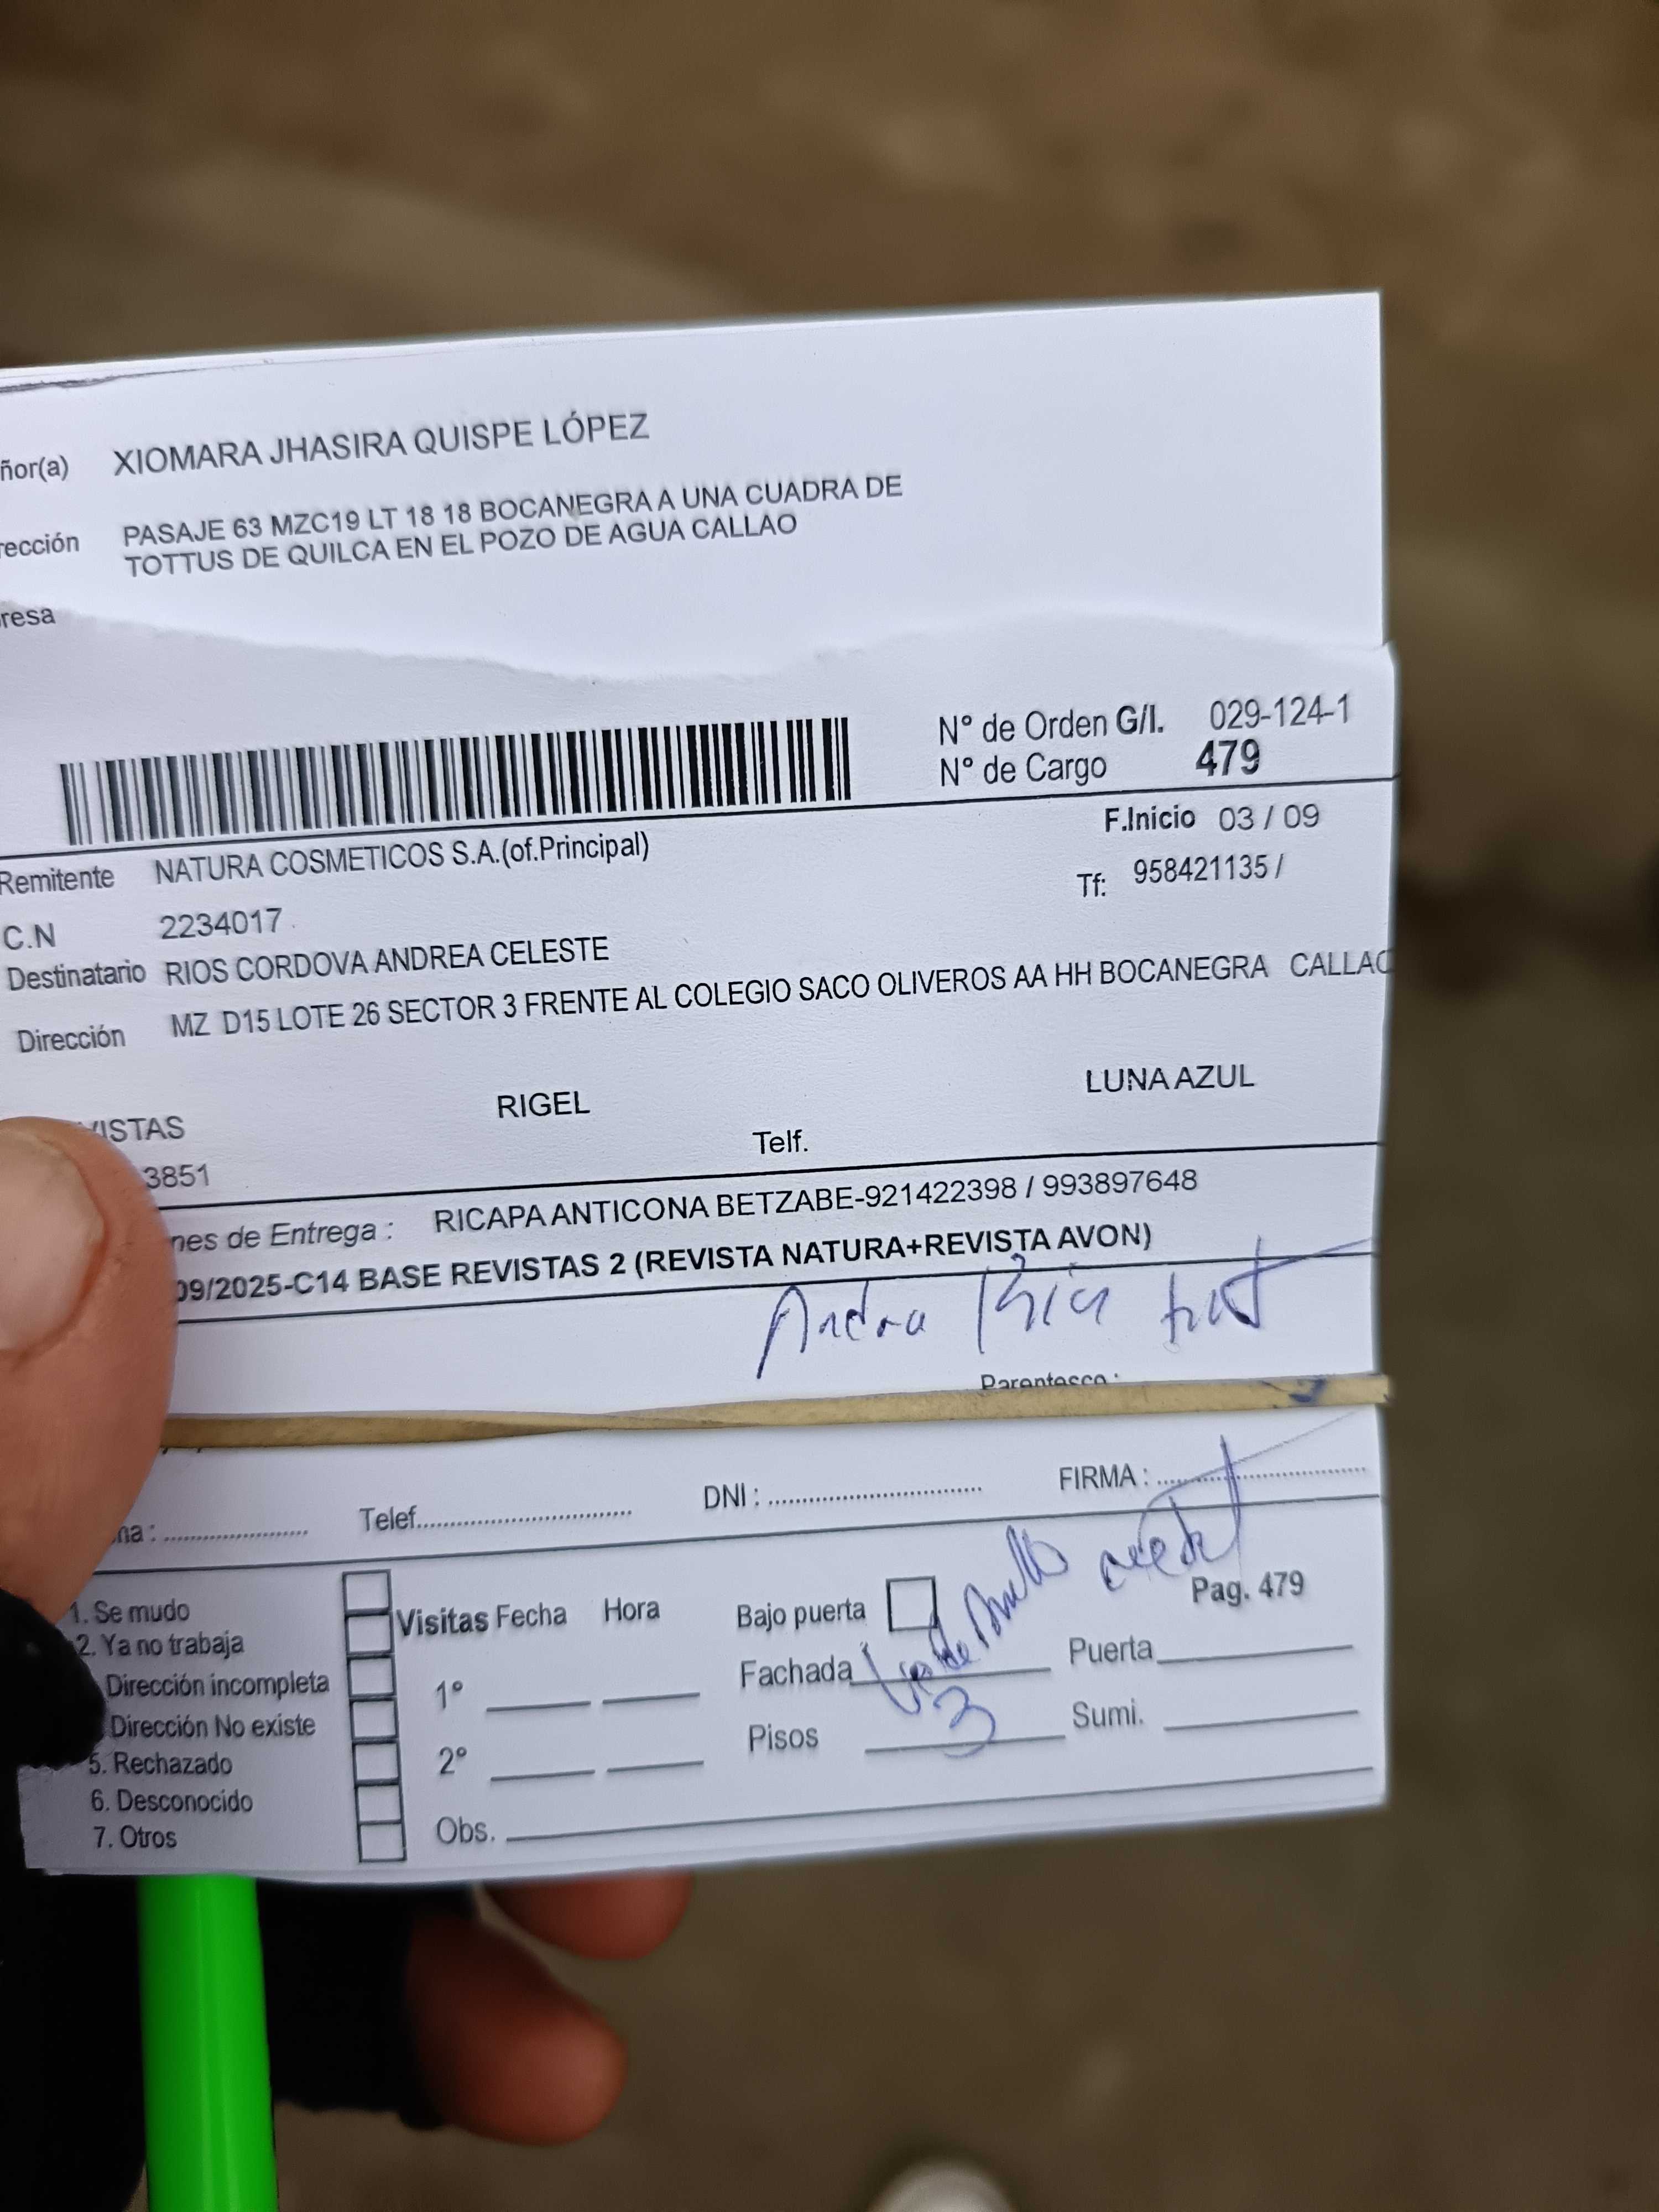 ñor(a) XIOMARA JHASIRA QUISPE LÓPEZ
rección PASAJE 63 MZC19 LT 18 18 BOCANEGRA A UNA CUADRA DE
TOTTUS DE QUILCA EN EL POZO DE AGUA CALLAO
resa
N° de Orden G/I. 029-124-1
N° de Cargo 479
F.Inicio 03 / 09
Remitente NATURA COSMETICOS S.A.(of.Principal)
Tf: 958421135 /
C.N 2234017
Destinatario RIOS CORDOVA ANDREA CELESTE
Dirección MZ D15 LOTE 26 SECTOR 3 FRENTE AL COLEGIO SACO OLIVEROS AA HH BOCANEGRA CALLAO
VISTAS RIGEL LUNA AZUL
3851 Telf.
nes de Entrega : RICAPA ANTICONA BETZABE-921422398 / 993897648
09/2025-C14 BASE REVISTAS 2 (REVISTA NATURA+REVISTA AVON)
Parentesco :
na : Telef. DNI : FIRMA :
Pag. 479
1. Se mudo
2. Ya no trabaja
Dirección incompleta
Dirección No existe
5. Rechazado
6. Desconocido
7. Otros
Visitas Fecha Hora
1°
2°
Obs.
Bajo puerta
Fachada
Puerta
Pisos 3
Sumi.